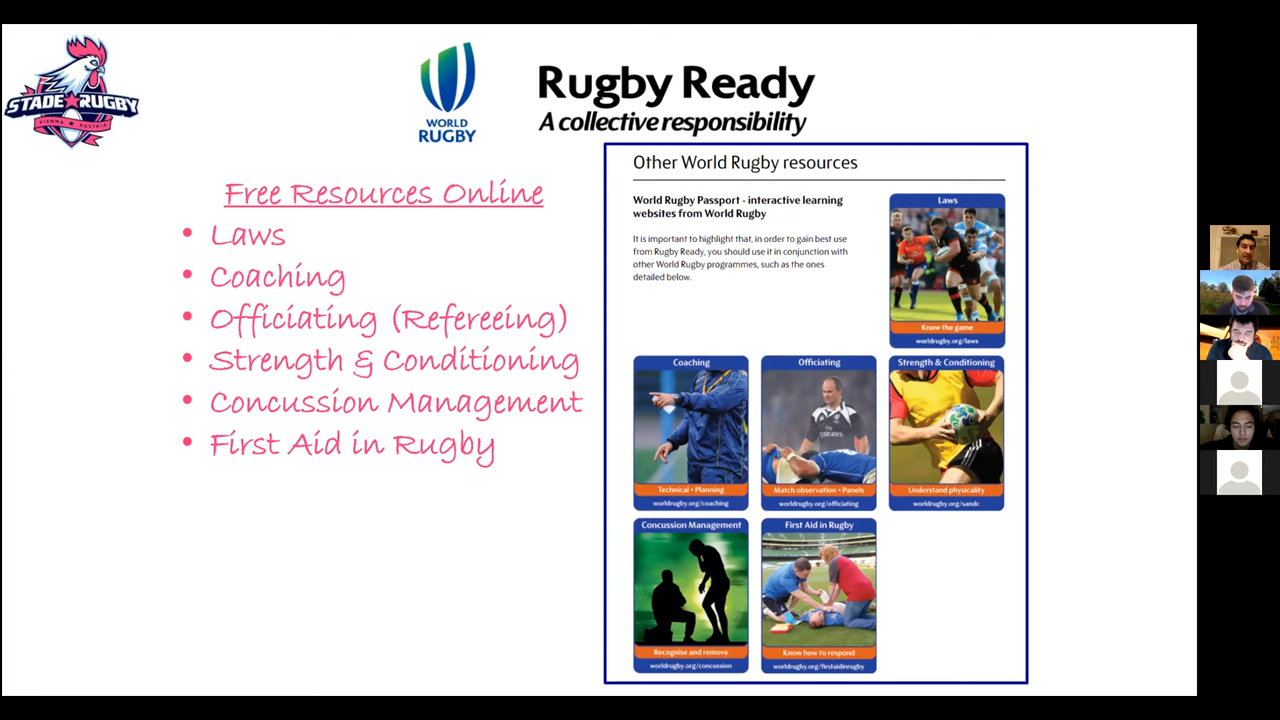 STADE★RUGBY
VIENNA ★ AUSTRIA
WORLD
RUGBY
Rugby Ready
A collective responsibility
Free Resources Online
• Laws
• Coaching
• Officiating (Refereeing)
• Strength & Conditioning
• Concussion Management
• First Aid in Rugby
Other World Rugby resources
World Rugby Passport - interactive learning
websites from World Rugby
It is important to highlight that, in order to gain best use
from Rugby Ready, you should use it in conjunction with
other World Rugby programmes, such as the ones
detailed below.
Laws
Know the game
worldrugby.org/laws
Coaching
Technical • Planning
worldrugby.org/coaching
Officiating
Fly Emirates
Match observation • Panels
worldrugby.org/officiating
Strength & Conditioning
Understand physicality
worldrugby.org/sandc
Concussion Management
Recognise and remove
worldrugby.org/concussion
First Aid in Rugby
Know how to respond
worldrugby.org/firstaidinrugby